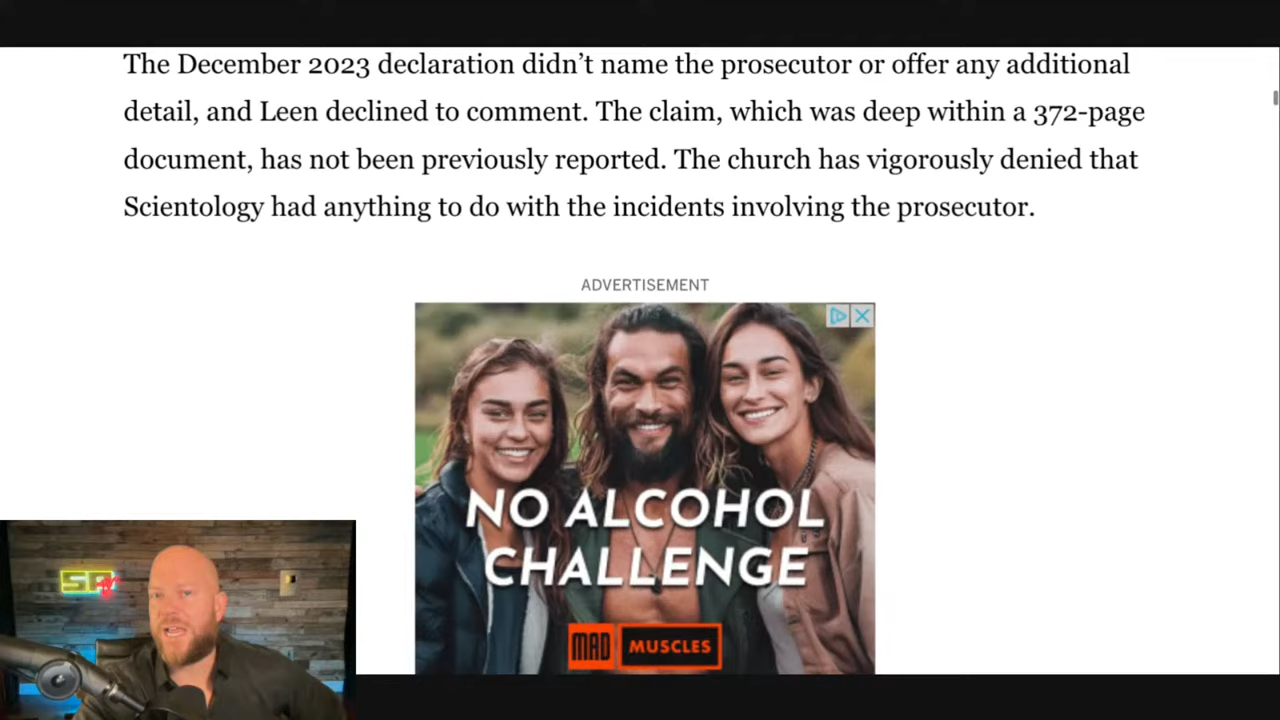 The December 2023 declaration didn’t name the prosecutor or offer any additional
detail, and Leen declined to comment. The claim, which was deep within a 372-page
document, has not been previously reported. The church has vigorously denied that
Scientology had anything to do with the incidents involving the prosecutor.
ADVERTISEMENT
NO ALCOHOL
CHALLENGE
MAD MUSCLES